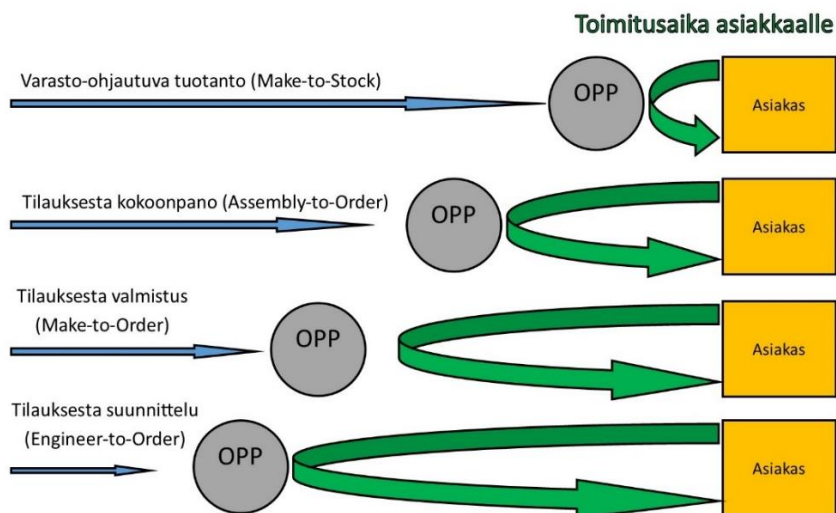 Toimitusaika asiakkaalle
Varasto-ohjautuva tuotanto (Make-to-Stock)
OPP
Asiakas
Tilauksesta kokoonpano (Assembly-to-Order)
OPP
Asiakas
Tilauksesta valmistus
(Make-to-Order)
OPP
Asiakas
Tilauksesta suunnittelu
(Engineer-to-Order)
OPP
Asiakas